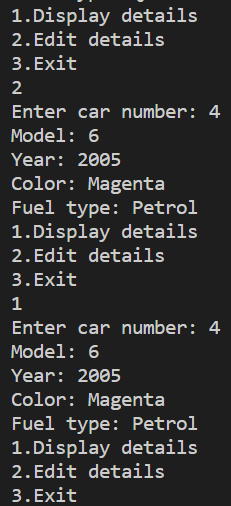 1.Display details
2.Edit details
3.Exit
2
Enter car number: 4
Model: 6
Year: 2005
Color: Magenta
Fuel type: Petrol
1.Display details
2.Edit details
3.Exit
1
Enter car number: 4
Model: 6
Year: 2005
Color: Magenta
Fuel type: Petrol
1.Display details
2.Edit details
3.Exit